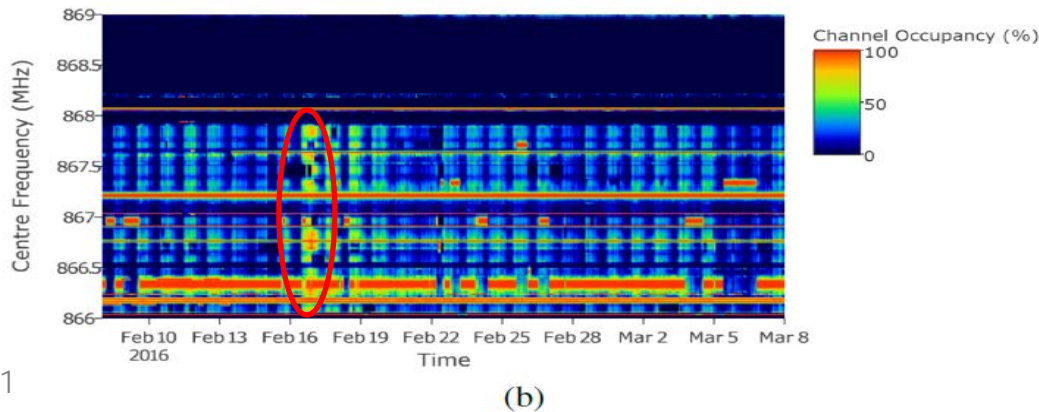 869
868.5
868
867.5
867
866.5
866
Centre Frequency (MHz)
Feb 10 Feb 13 Feb 16 Feb 19 Feb 22 Feb 25 Feb 28 Mar 2 Mar 5 Mar 8
2016
Time
Channel Occupancy (%)
100
50
0
1
(b)